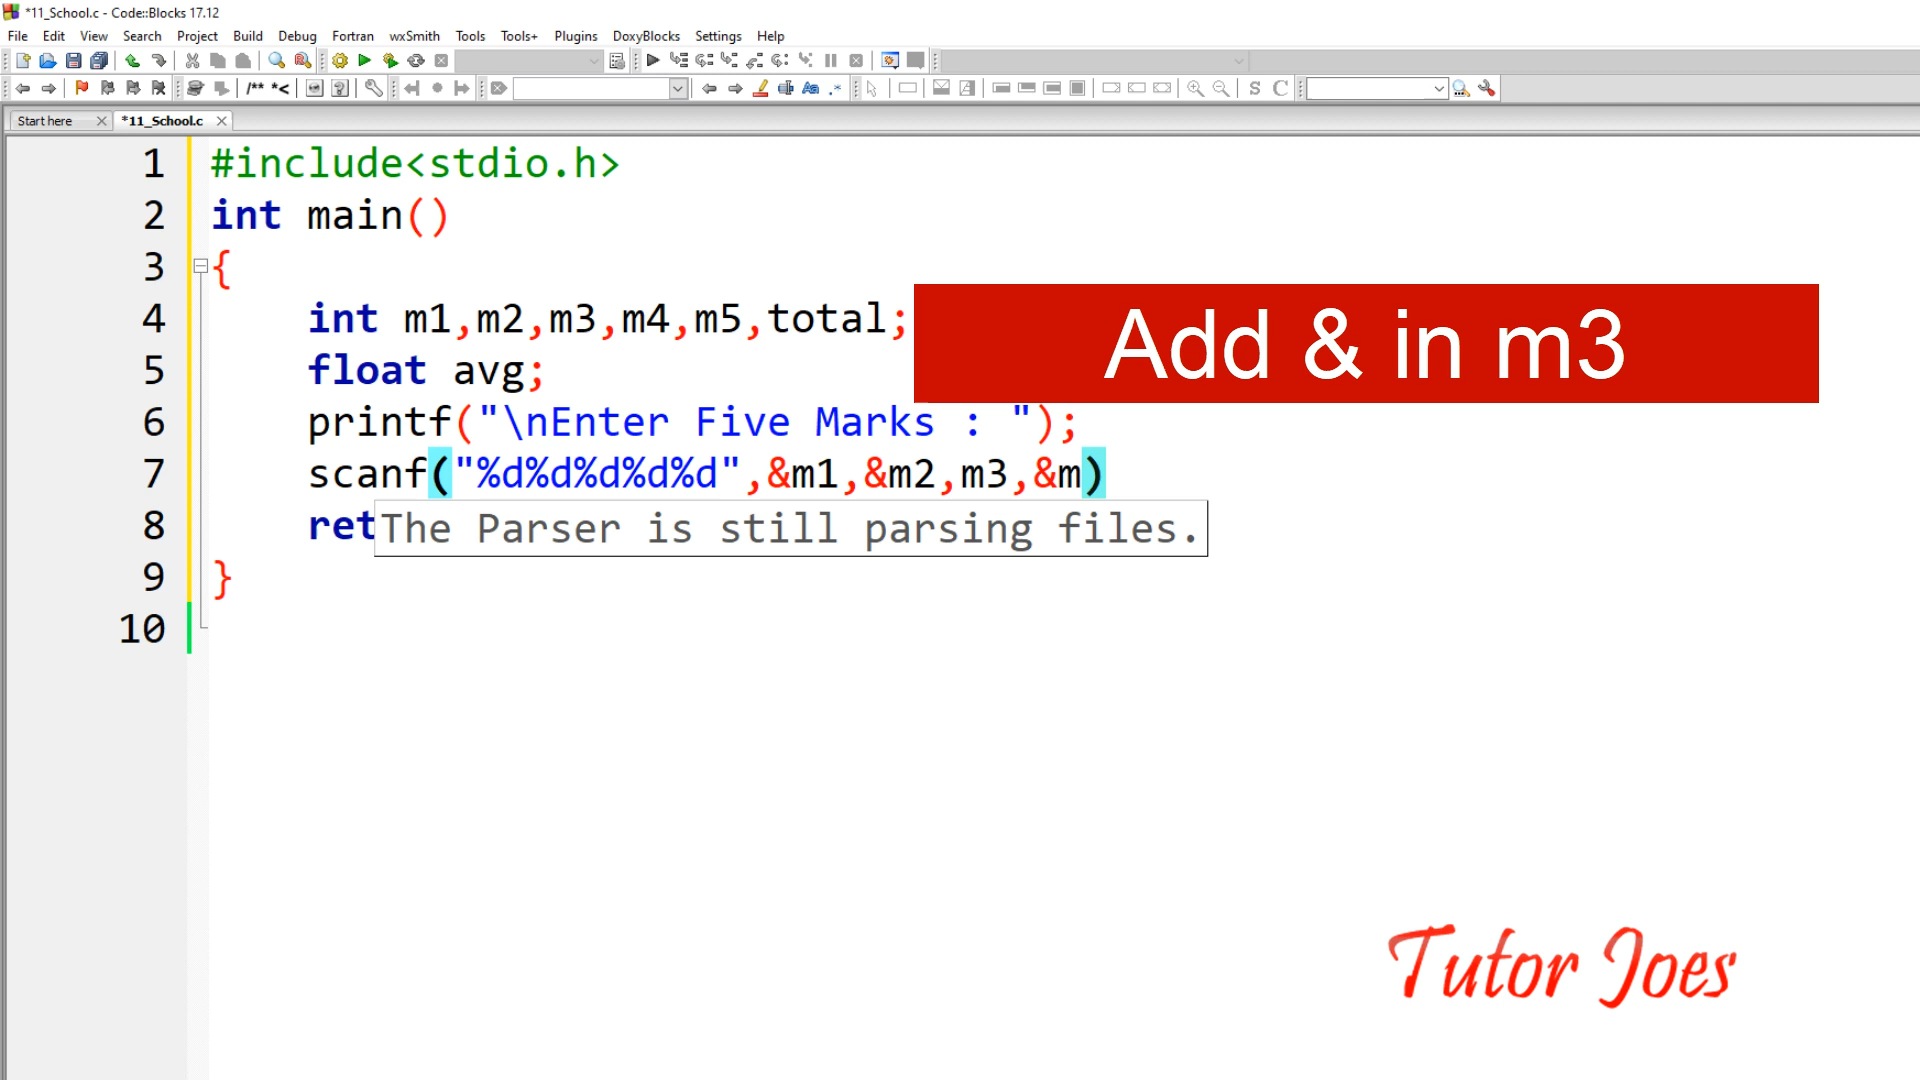 *11_School.c - Code::Blocks 17.12
File Edit View Search Project Build Debug Fortran wxSmith Tools Tools+ Plugins DoxyBlocks Settings Help
/** *<
S C
Start here *11_School.c
1 #include<stdio.h>
2 int main()
3 {
4 int m1,m2,m3,m4,m5,total;
Add & in m3
5 float avg;
6 printf("\nEnter Five Marks : ");
7 scanf("%d%d%d%d%d",&m1,&m2,m3,&m)
8 ret
The Parser is still parsing files.
9 }
10
Tutor Joes